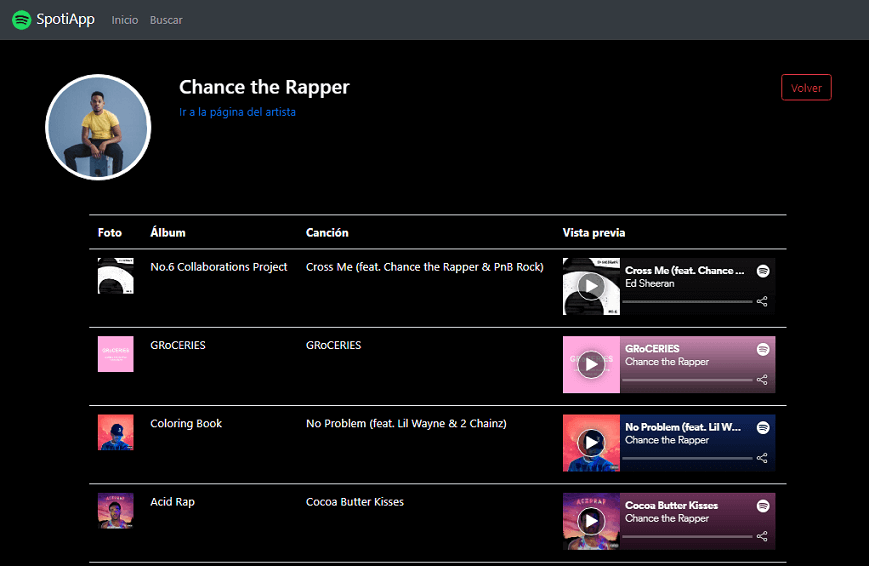 SpotiApp Inicio Buscar
Chance the Rapper
Volver
Ir a la página del artista
Foto Álbum Canción Vista previa
No.6 Collaborations Project Cross Me (feat. Chance the Rapper & PnB Rock)
Cross Me (feat. Chance ...
Ed Sheeran
GRoCERIES GRoCERIES
GRoCERIES
Chance the Rapper
Coloring Book No Problem (feat. Lil Wayne & 2 Chainz)
No Problem (feat. Lil W...
Chance the Rapper
Acid Rap Cocoa Butter Kisses
Cocoa Butter Kisses
Chance the Rapper